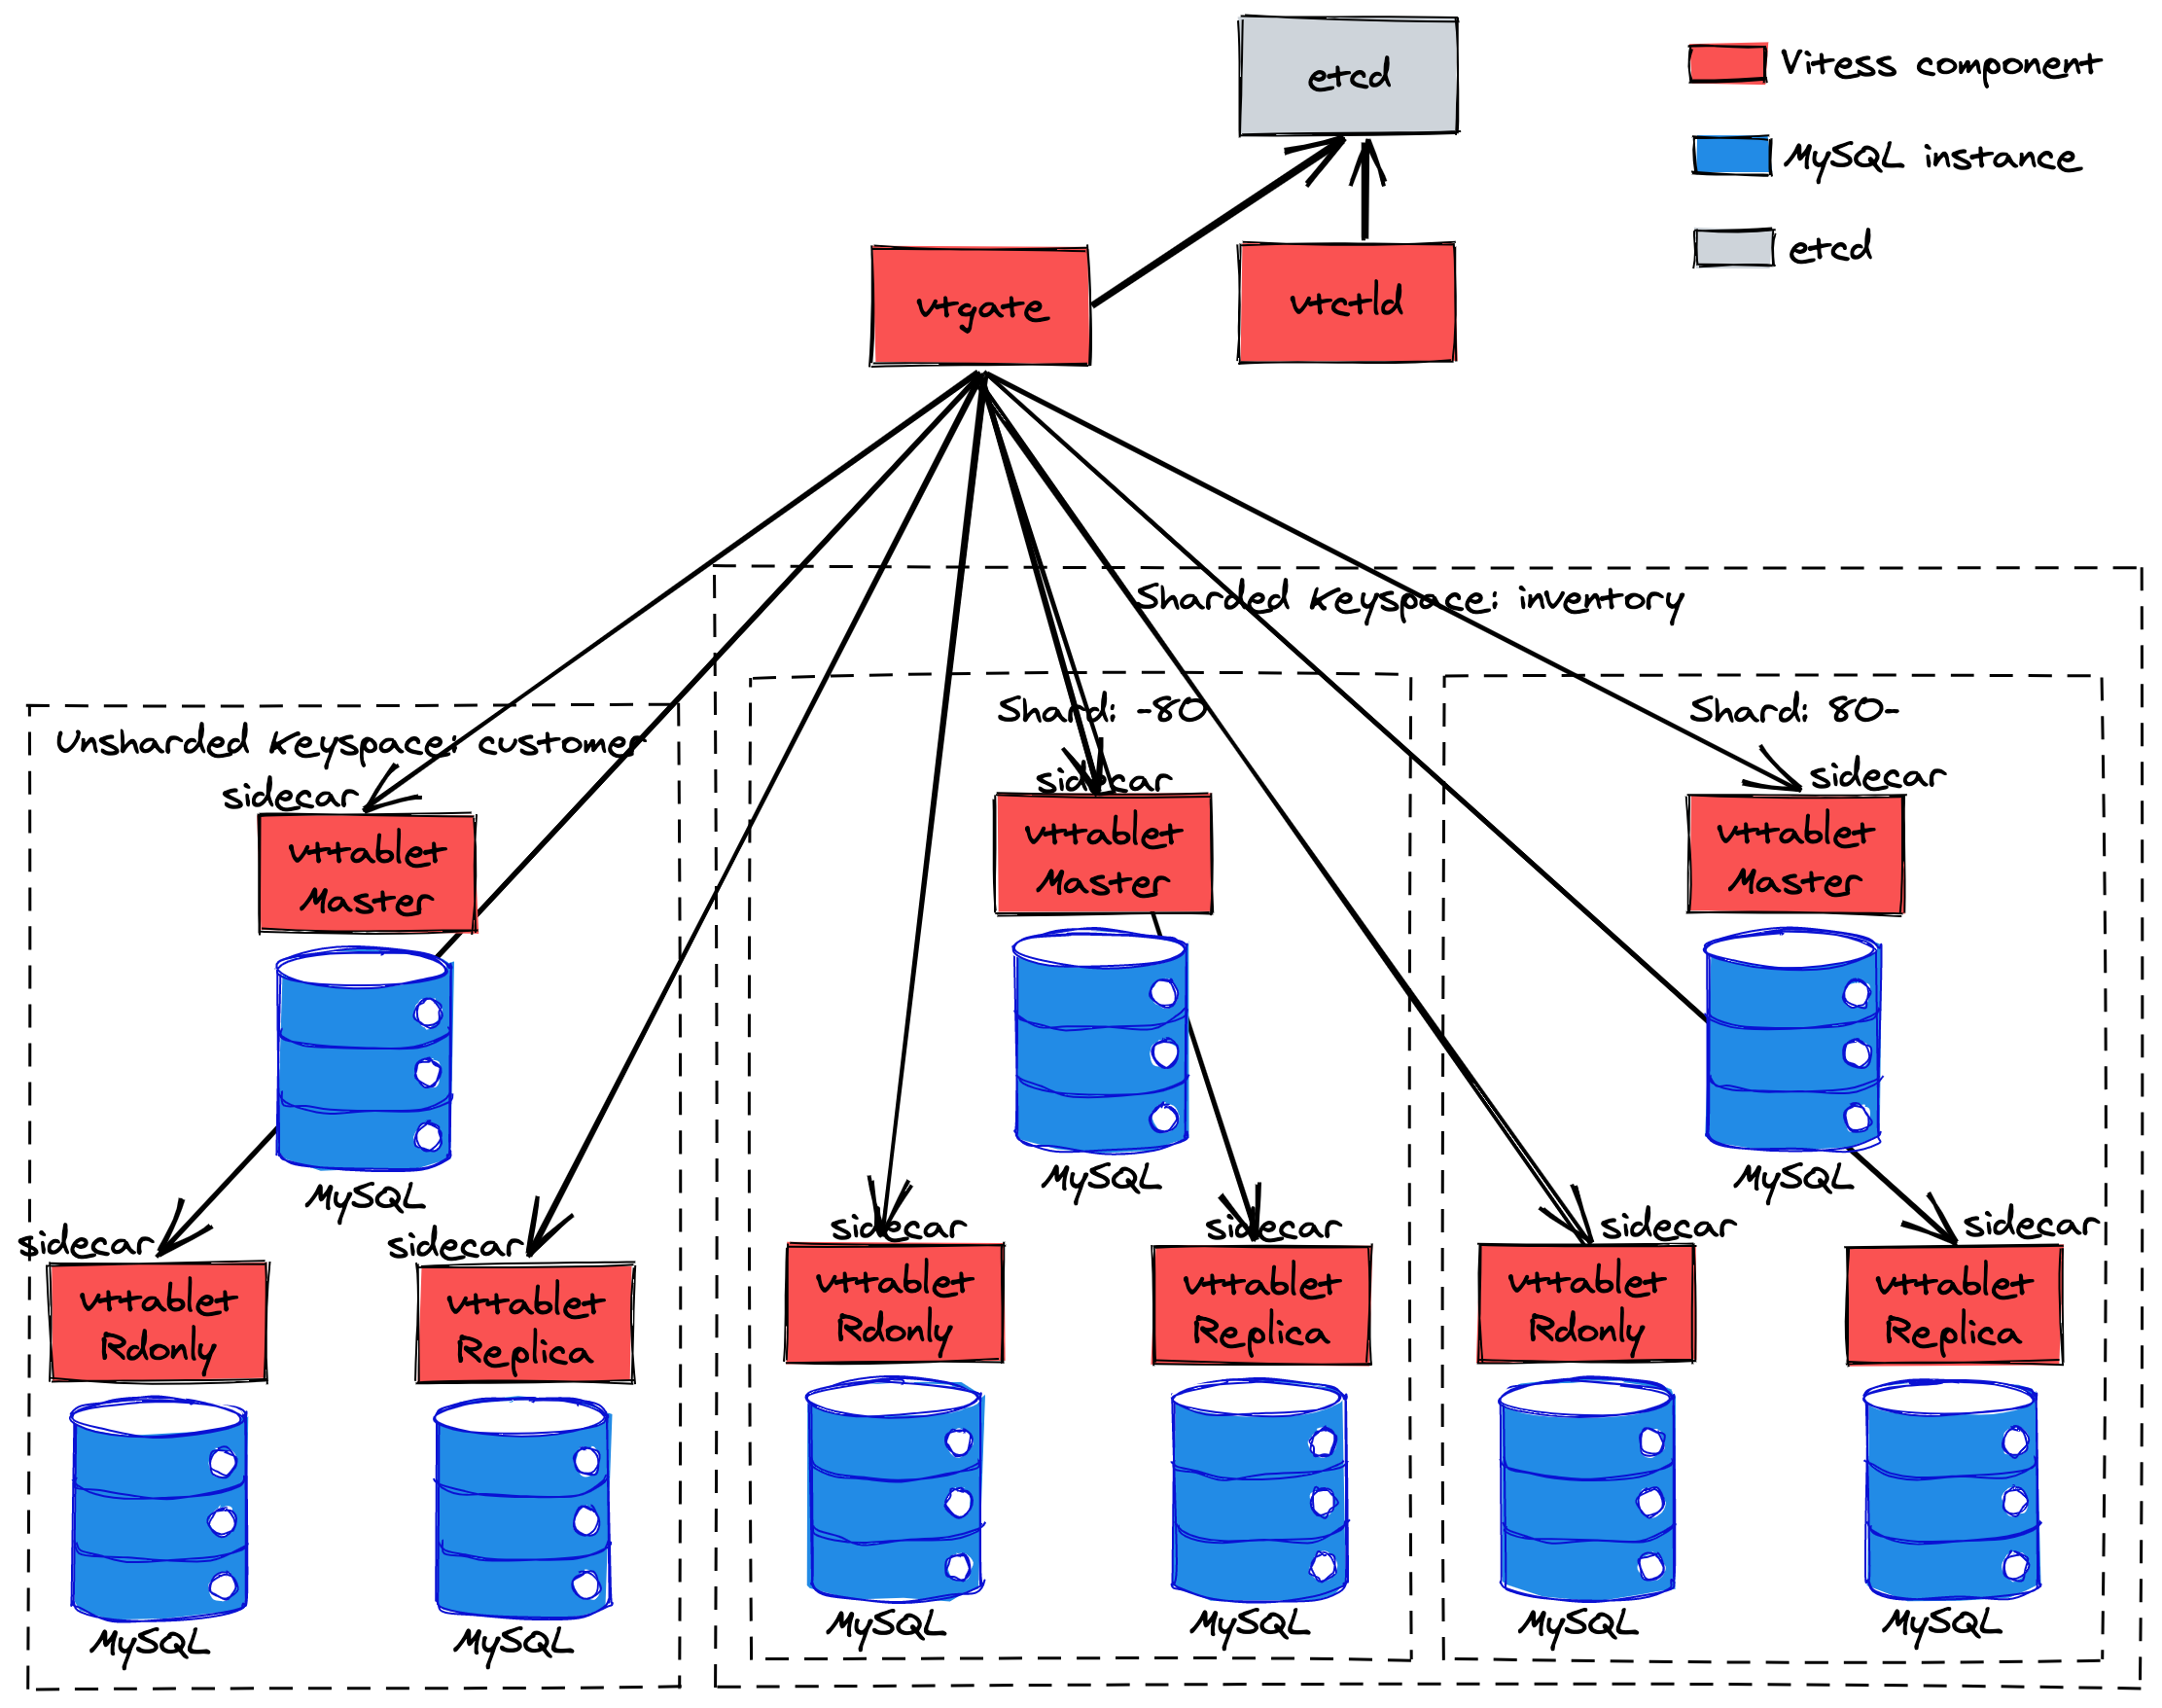 etcd
Vitess component
MySQL instance
etcd
vtgate
vtctld
Sharded Keyspace: inventory
Unsharded Keyspace: customer
Shard: -80
Shard: 80-
sidecar
vttablet
Master
MySQL
sidecar
vttablet
Master
MySQL
sidecar
vttablet
Master
MySQL
sidecar
vttablet
Rdonly
MySQL
sidecar
vttablet
Replica
MySQL
sidecar
vttablet
Rdonly
MySQL
sidecar
vttablet
Replica
MySQL
sidecar
vttablet
Rdonly
MySQL
sidecar
vttablet
Replica
MySQL